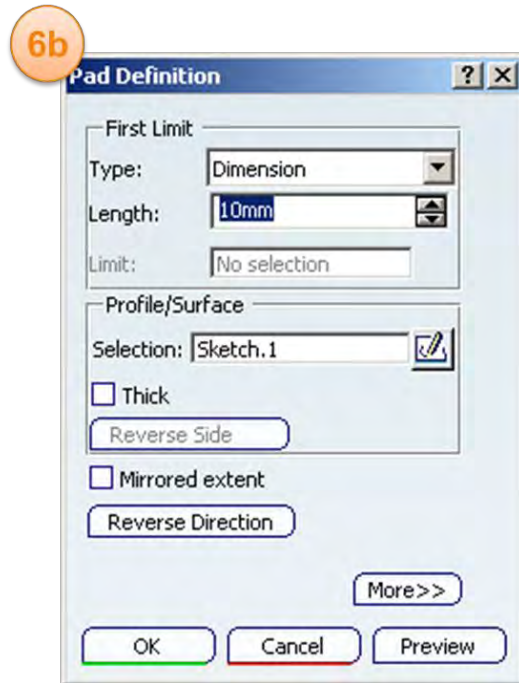 6b
Pad Definition ? X
First Limit
Type: Dimension
Length: 10mm
Limit: No selection
Profile/Surface
Selection: Sketch.1
Thick
Reverse Side
Mirrored extent
Reverse Direction
More>>
OK Cancel Preview